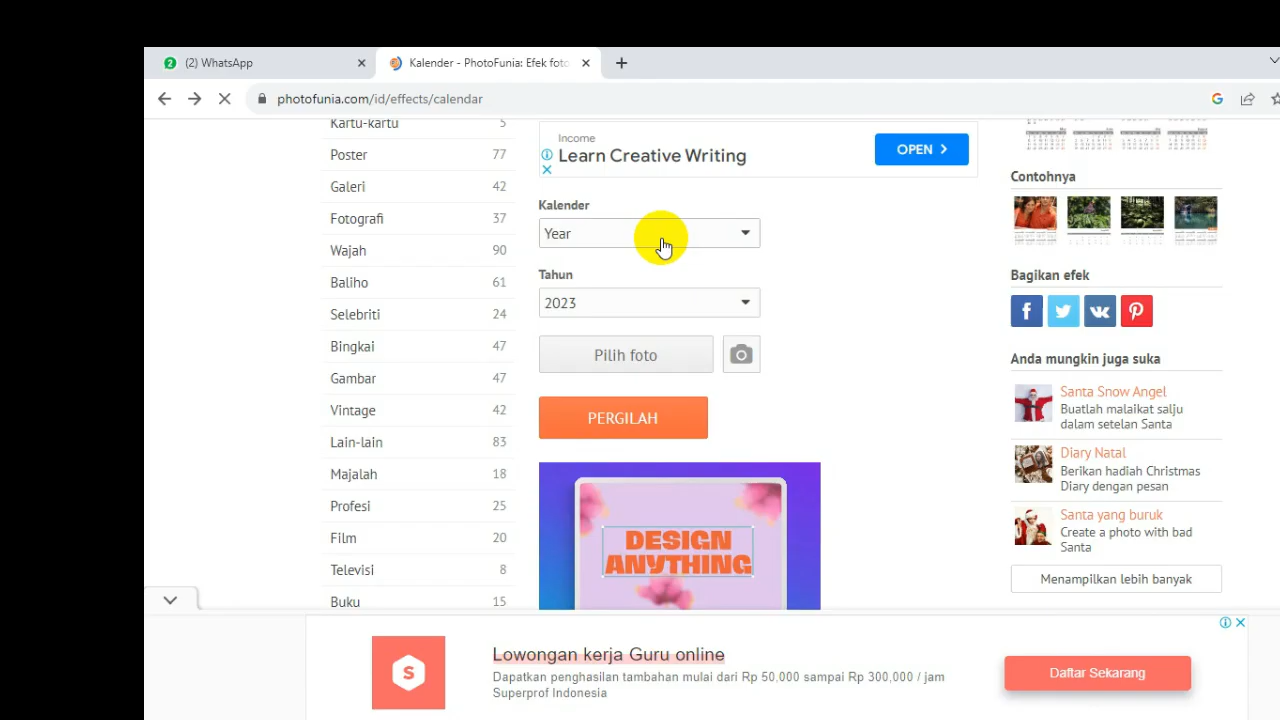 (2) WhatsApp
Kalender - PhotoFunia: Efek foto
photofunia.com/id/effects/calendar
Kartu-kartu 5
Poster 77
Galeri 42
Fotografi 37
Wajah 90
Baliho 61
Selebriti 24
Bingkai 47
Gambar 47
Vintage 42
Lain-lain 83
Majalah 18
Profesi 25
Film 20
Televisi 8
Buku 15
Income
Learn Creative Writing
OPEN
Kalender
Year
Tahun
2023
Pilih foto
PERGILAH
DESIGN
ANYTHING
Contohnya
Bagikan efek
Anda mungkin juga suka
Santa Snow Angel
Buatlah malaikat salju
dalam setelan Santa
Diary Natal
Berikan hadiah Christmas
Diary dengan pesan
Santa yang buruk
Create a photo with bad
Santa
Menampilkan lebih banyak
S
Lowongan kerja Guru online
Dapatkan penghasilan tambahan mulai dari Rp 50,000 sampai Rp 300,000 / jam
Superprof Indonesia
Daftar Sekarang